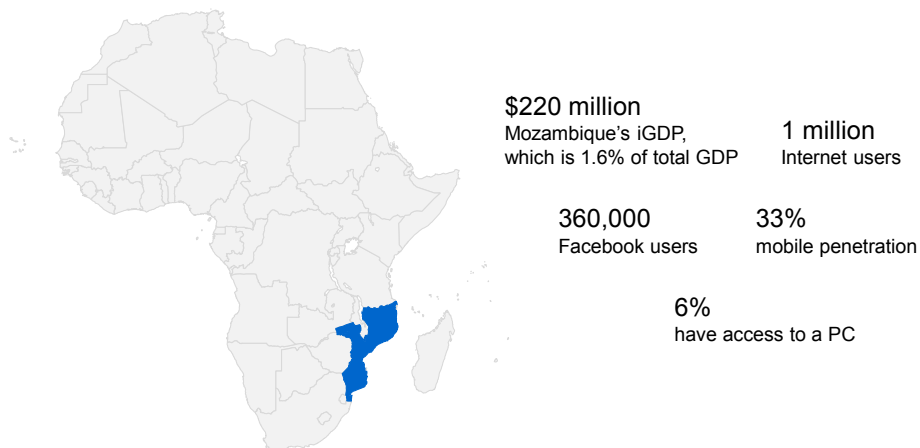 $220 million
Mozambique's iGDP,
which is 1.6% of total GDP
1 million
Internet users
360,000
Facebook users
33%
mobile penetration
6%
have access to a PC